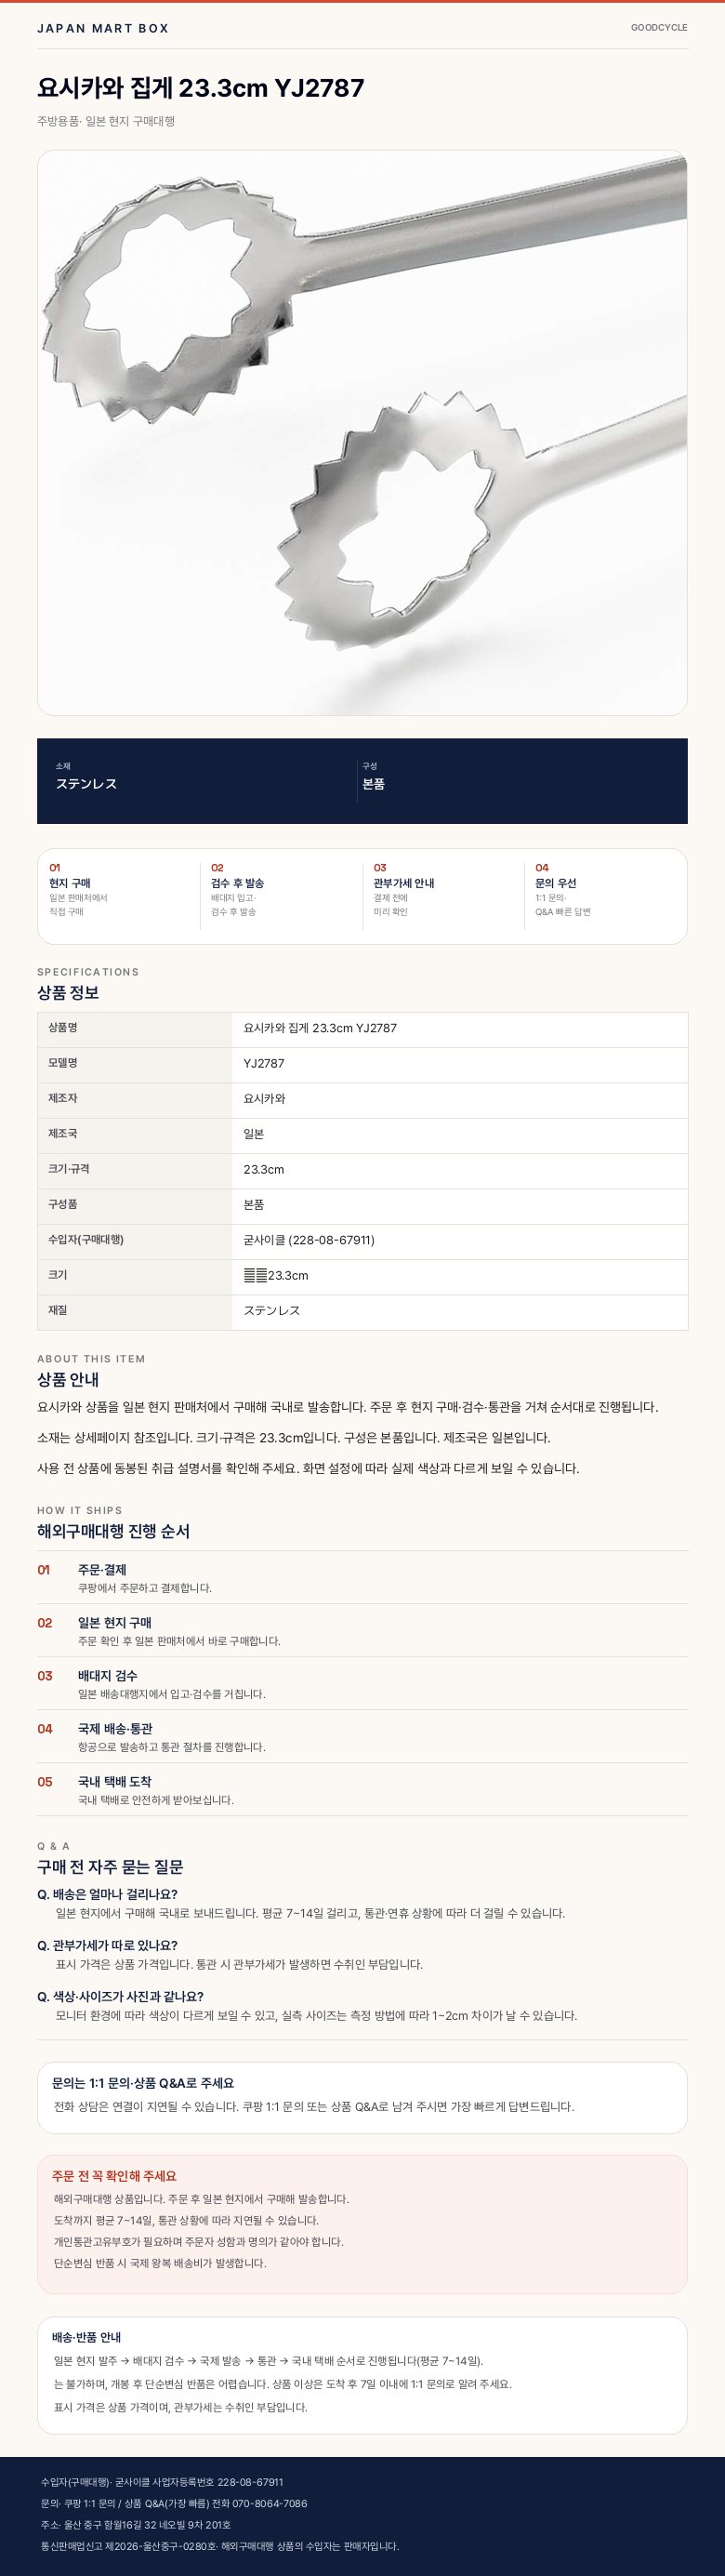 JAPAN MART BOX
GOODCYCLE
요시카와 집게 23.3cm YJ2787
주방용품· 일본 현지 구매대행
소재
ステンレス
구성
본품
01
현지 구매
일본 판매처에서
직접 구매
02
검수 후 발송
배대지 입고·
검수 후 발송
03
관부가세 안내
결제 전에
미리 확인
04
문의 우선
1:1 문의·
Q&A 빠른 답변
SPECIFICATIONS
상품 정보
상품명 요시카와 집게 23.3cm YJ2787
모델명 YJ2787
제조자 요시카와
제조국 일본
크기·규격 23.3cm
구성품 본품
수입자(구매대행) 굳사이클 (228-08-67911)
크기 23.3cm
재질 ステンレス
ABOUT THIS ITEM
상품 안내
요시카와 상품을 일본 현지 판매처에서 구매해 국내로 발송합니다. 주문 후 현지 구매·검수·통관을 거쳐 순서대로 진행됩니다.
소재는 상세페이지 참조입니다. 크기·규격은 23.3cm입니다. 구성은 본품입니다. 제조국은 일본입니다.
사용 전 상품에 동봉된 취급 설명서를 확인해 주세요. 화면 설정에 따라 실제 색상과 다르게 보일 수 있습니다.
HOW IT SHIPS
해외구매대행 진행 순서
01 주문·결제
쿠팡에서 주문하고 결제합니다.
02 일본 현지 구매
주문 확인 후 일본 판매처에서 바로 구매합니다.
03 배대지 검수
일본 배송대행지에서 입고·검수를 거칩니다.
04 국제 배송·통관
항공으로 발송하고 통관 절차를 진행합니다.
05 국내 택배 도착
국내 택배로 안전하게 받아보십니다.
Q & A
구매 전 자주 묻는 질문
Q. 배송은 얼마나 걸리나요?
일본 현지에서 구매해 국내로 보내드립니다. 평균 7~14일 걸리고, 통관·연휴 상황에 따라 더 걸릴 수 있습니다.
Q. 관부가세가 따로 있나요?
표시 가격은 상품 가격입니다. 통관 시 관부가세가 발생하면 수취인 부담입니다.
Q. 색상·사이즈가 사진과 같나요?
모니터 환경에 따라 색상이 다르게 보일 수 있고, 실측 사이즈는 측정 방법에 따라 1~2cm 차이가 날 수 있습니다.
문의는 1:1 문의·상품 Q&A로 주세요
전화 상담은 연결이 지연될 수 있습니다. 쿠팡 1:1 문의 또는 상품 Q&A로 남겨 주시면 가장 빠르게 답변드립니다.
주문 전 꼭 확인해 주세요
해외구매대행 상품입니다. 주문 후 일본 현지에서 구매해 발송합니다.
도착까지 평균 7~14일, 통관 상황에 따라 지연될 수 있습니다.
개인통관고유부호가 필요하며 주문자 성함과 명의가 같아야 합니다.
단순변심 반품 시 국제 왕복 배송비가 발생합니다.
배송·반품 안내
일본 현지 발주 → 배대지 검수 → 국제 발송 → 통관 → 국내 택배 순서로 진행됩니다(평균 7~14일).
는 불가하며, 개봉 후 단순변심 반품은 어렵습니다. 상품 이상은 도착 후 7일 이내에 1:1 문의로 알려 주세요.
표시 가격은 상품 가격이며, 관부가세는 수취인 부담입니다.
수입자(구매대행)· 굳사이클 사업자등록번호 228-08-67911
문의· 쿠팡 1:1 문의 / 상품 Q&A(가장 빠름) 전화 070-8064-7086
주소· 울산 중구 함월16길 32 네오빌 9차 201호
통신판매업신고 제2026-울산중구-0280호· 해외구매대행 상품의 수입자는 판매자입니다.